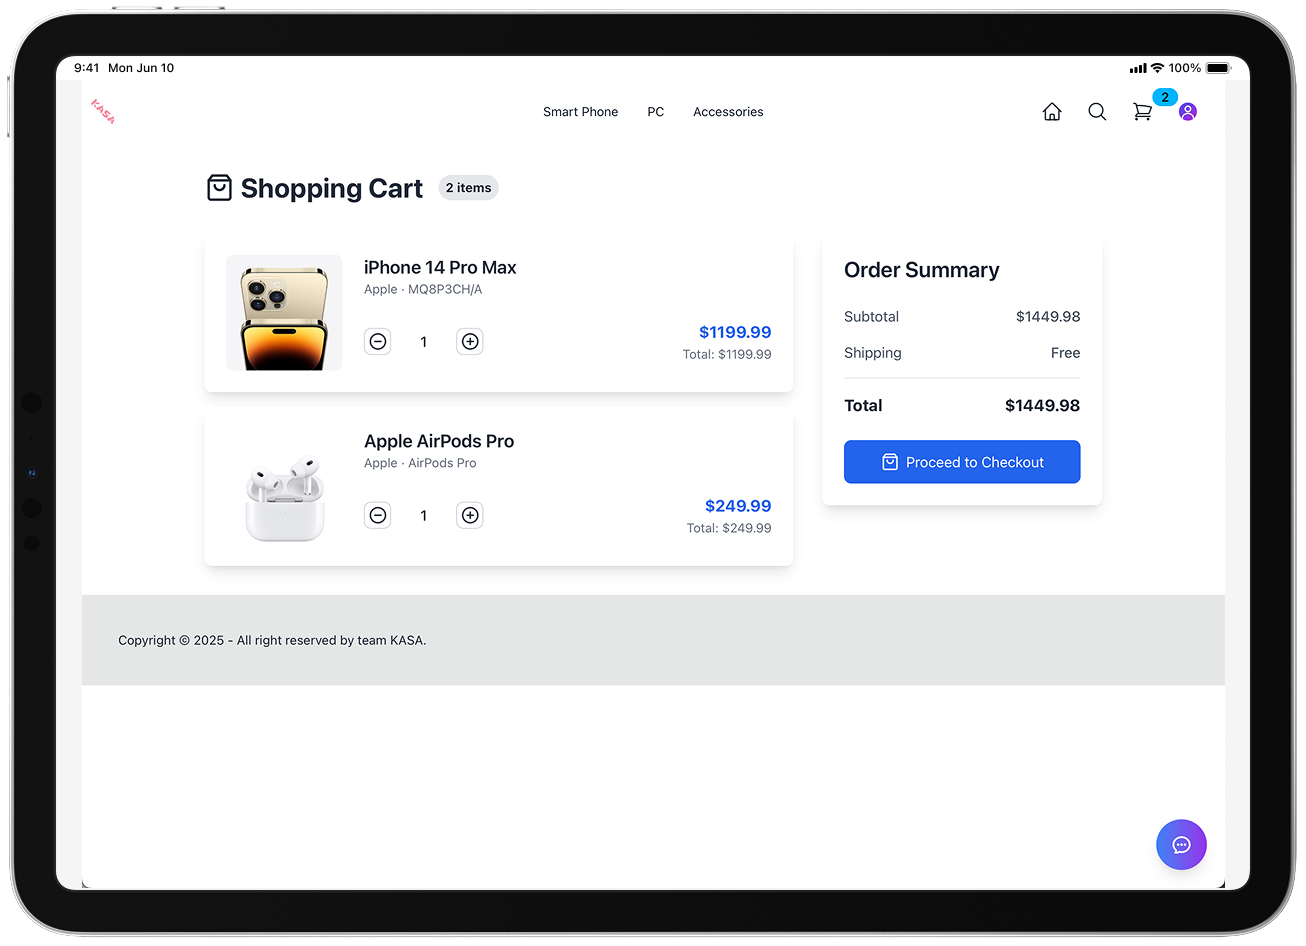 9:41 Mon Jun 10
100%
KASA
Smart Phone PC Accessories
2
Shopping Cart 2 items
iPhone 14 Pro Max
Apple · MQ8P3CH/A
1
$1199.99
Total: $1199.99
Apple AirPods Pro
Apple · AirPods Pro
1
$249.99
Total: $249.99
Order Summary
Subtotal $1449.98
Shipping Free
Total $1449.98
Proceed to Checkout
Copyright © 2025 - All right reserved by team KASA.